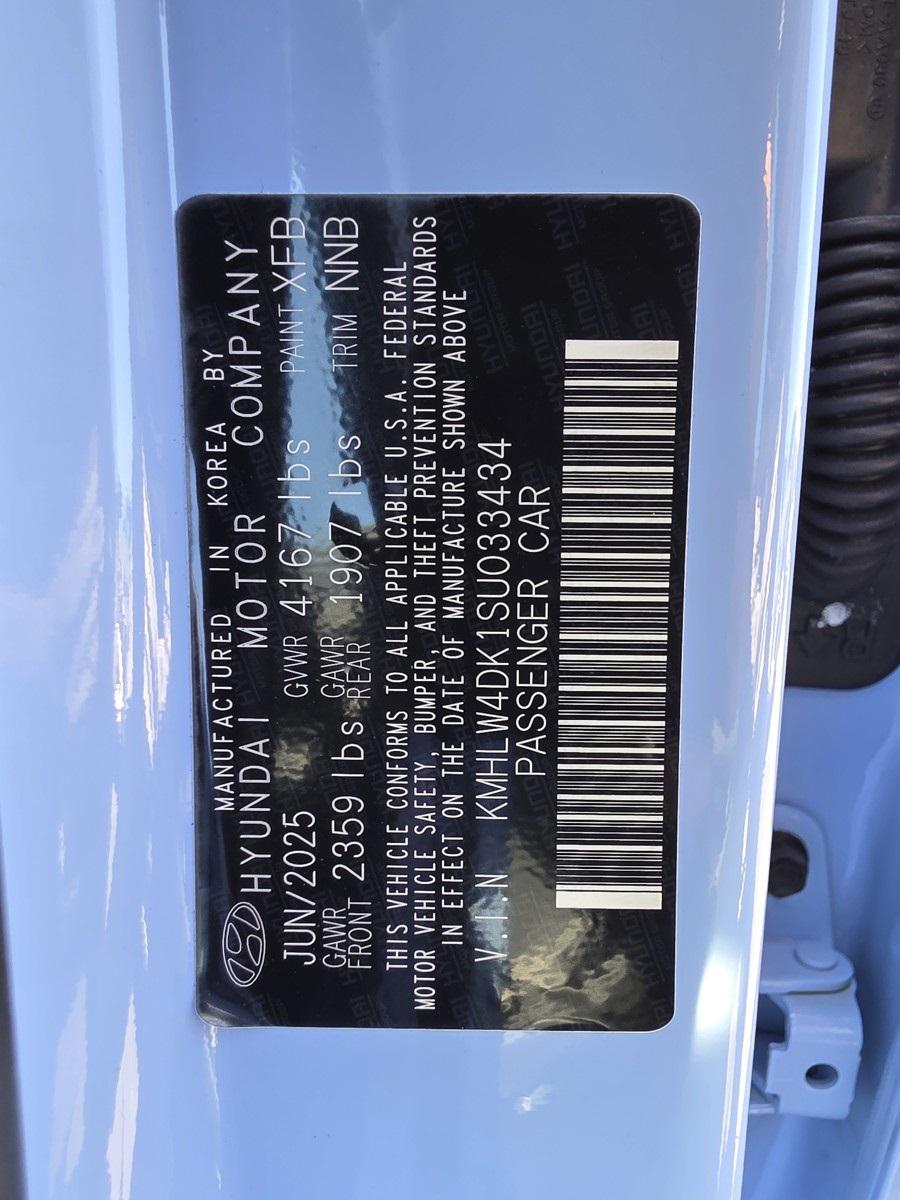 MANUFACTURED IN KOREA BY
HYUNDAI MOTOR COMPANY
JUN/2025 GVWR 4167 lbs PAINT XFB
GAWR FRONT 2359 lbs GAWR REAR 1907 lbs TRIM NNB
THIS VEHICLE CONFORMS TO ALL APPLICABLE U.S.A. FEDERAL
MOTOR VEHICLE SAFETY, BUMPER, AND THEFT PREVENTION STANDARDS
IN EFFECT ON THE DATE OF MANUFACTURE SHOWN ABOVE
V.I.N KMHLW4DK1SU033434
PASSENGER CAR